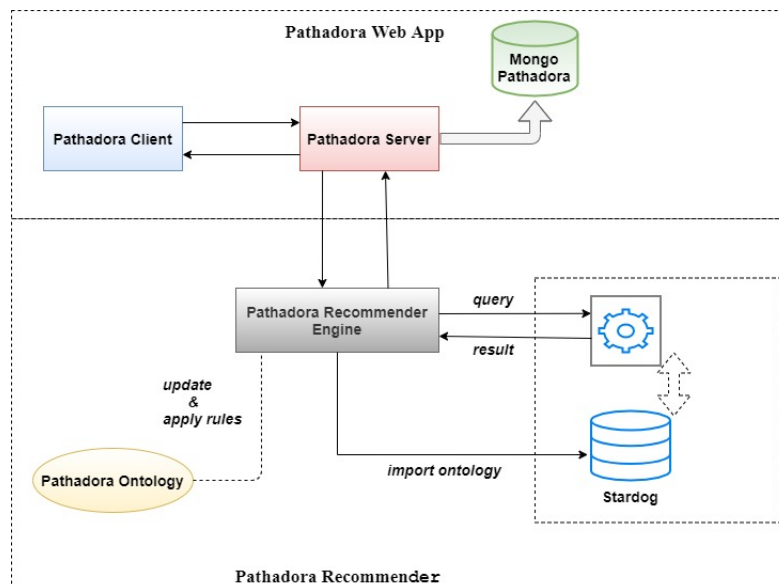 Pathadora Web App
Mongo
Pathadora
Pathadora Client
Pathadora Server
Pathadora Recommender
Engine
query
result
update
&
apply rules
Pathadora Ontology
import ontology
Stardog
Pathadora Recommender